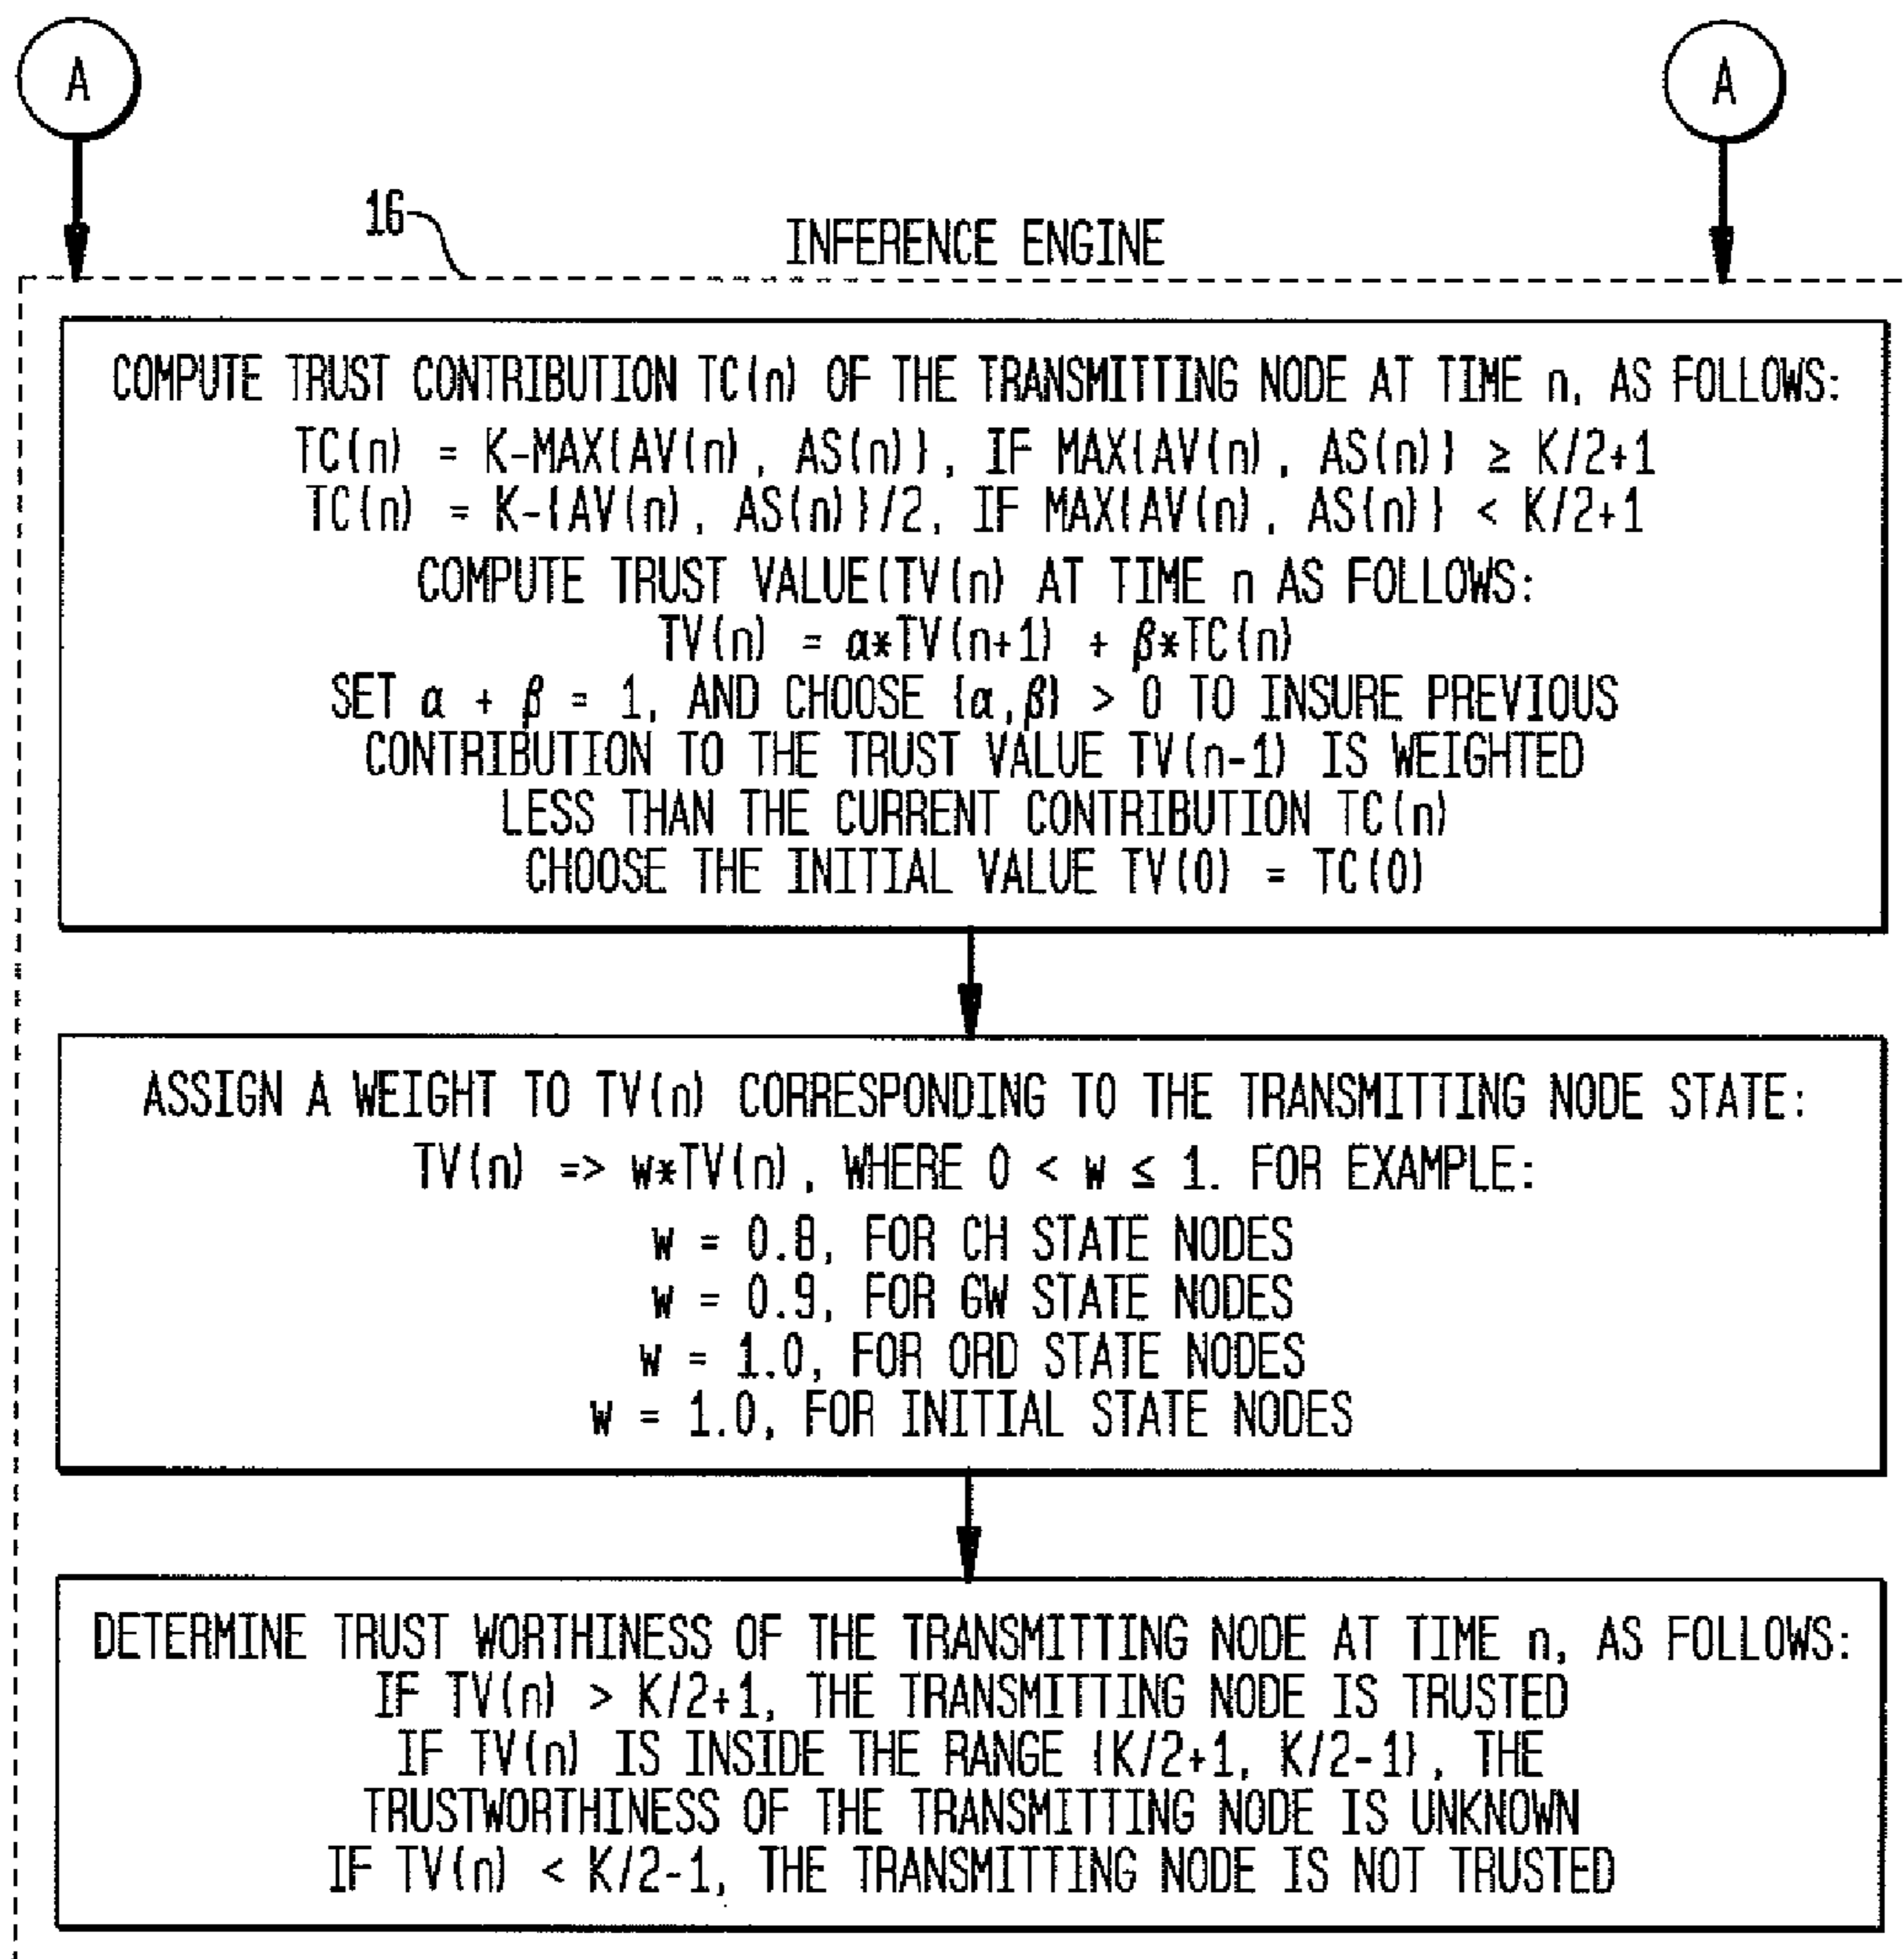 A
A
16
INFERENCE ENGINE
COMPUTE TRUST CONTRIBUTION TC(n) OF THE TRANSMITTING NODE AT TIME n, AS FOLLOWS:
TC(n) = K-MAX{AV(n), AS(n)}, IF MAX{AV(n), AS(n)} ≥ K/2+1
TC(n) = K-{AV(n), AS(n)}/2, IF MAX{AV(n), AS(n)} < K/2+1
COMPUTE TRUST VALUE(TV(n) AT TIME n AS FOLLOWS:
TV(n) = α*TV(n+1) + β*TC(n)
SET α + β = 1, AND CHOOSE {α,β} > 0 TO INSURE PREVIOUS
CONTRIBUTION TO THE TRUST VALUE TV(n-1) IS WEIGHTED
LESS THAN THE CURRENT CONTRIBUTION TC(n)
CHOOSE THE INITIAL VALUE TV(0) = TC(0)
ASSIGN A WEIGHT TO TV(n) CORRESPONDING TO THE TRANSMITTING NODE STATE:
TV(n) => w*TV(n), WHERE 0 < w ≤ 1. FOR EXAMPLE:
w = 0.8, FOR CH STATE NODES
w = 0.9, FOR GW STATE NODES
w = 1.0, FOR ORD STATE NODES
w = 1.0, FOR INITIAL STATE NODES
DETERMINE TRUST WORTHINESS OF THE TRANSMITTING NODE AT TIME n, AS FOLLOWS:
IF TV(n) > K/2+1, THE TRANSMITTING NODE IS TRUSTED
IF TV(n) IS INSIDE THE RANGE {K/2+1, K/2-1}, THE
TRUSTWORTHINESS OF THE TRANSMITTING NODE IS UNKNOWN
IF TV(n) < K/2-1, THE TRANSMITTING NODE IS NOT TRUSTED